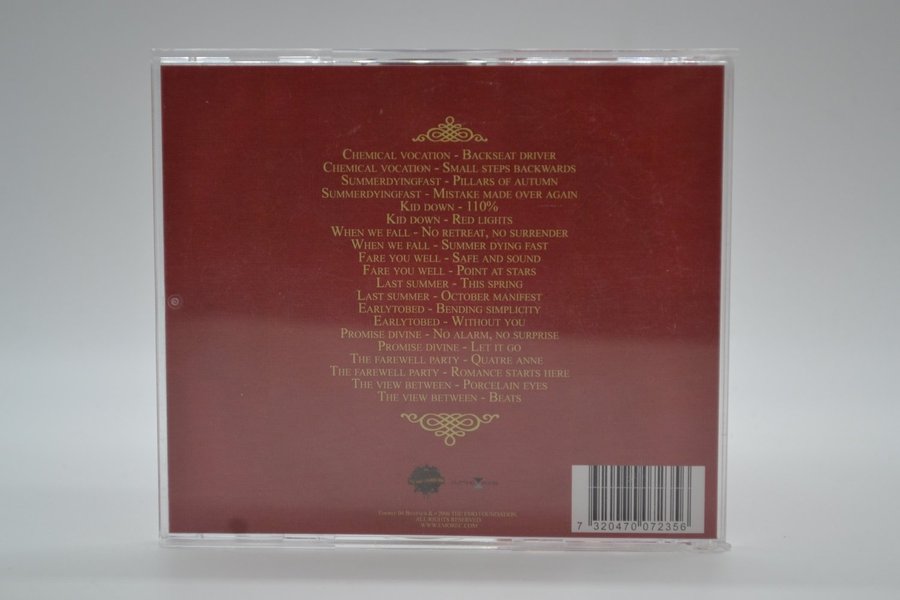 CHEMICAL VOCATION - BACKSEAT DRIVER
CHEMICAL VOCATION - SMALL STEPS BACKWARDS
SUMMERDYINGFAST - PILLARS OF AUTUMN
SUMMERDYINGFAST - MISTAKE MADE OVER AGAIN
KID DOWN - 110%
KID DOWN - RED LIGHTS
WHEN WE FALL - NO RETREAT, NO SURRENDER
WHEN WE FALL - SUMMER DYING FAST
FARE YOU WELL - SAFE AND SOUND
FARE YOU WELL - POINT AT STARS
LAST SUMMER - THIS SPRING
LAST SUMMER - OCTOBER MANIFEST
EARLYTOBED - BENDING SIMPLICITY
EARLYTOBED - WITHOUT YOU
PROMISE DIVINE - NO ALARM, NO SURPRISE
PROMISE DIVINE - LET IT GO
THE FAREWELL PARTY - QUATRE ANNE
THE FAREWELL PARTY - ROMANCE STARTS HERE
THE VIEW BETWEEN - PORCELAIN EYES
THE VIEW BETWEEN - BEATS
2006 THE EMO FOUNDATION.
ALL RIGHTS RESERVED
7 320470 072356